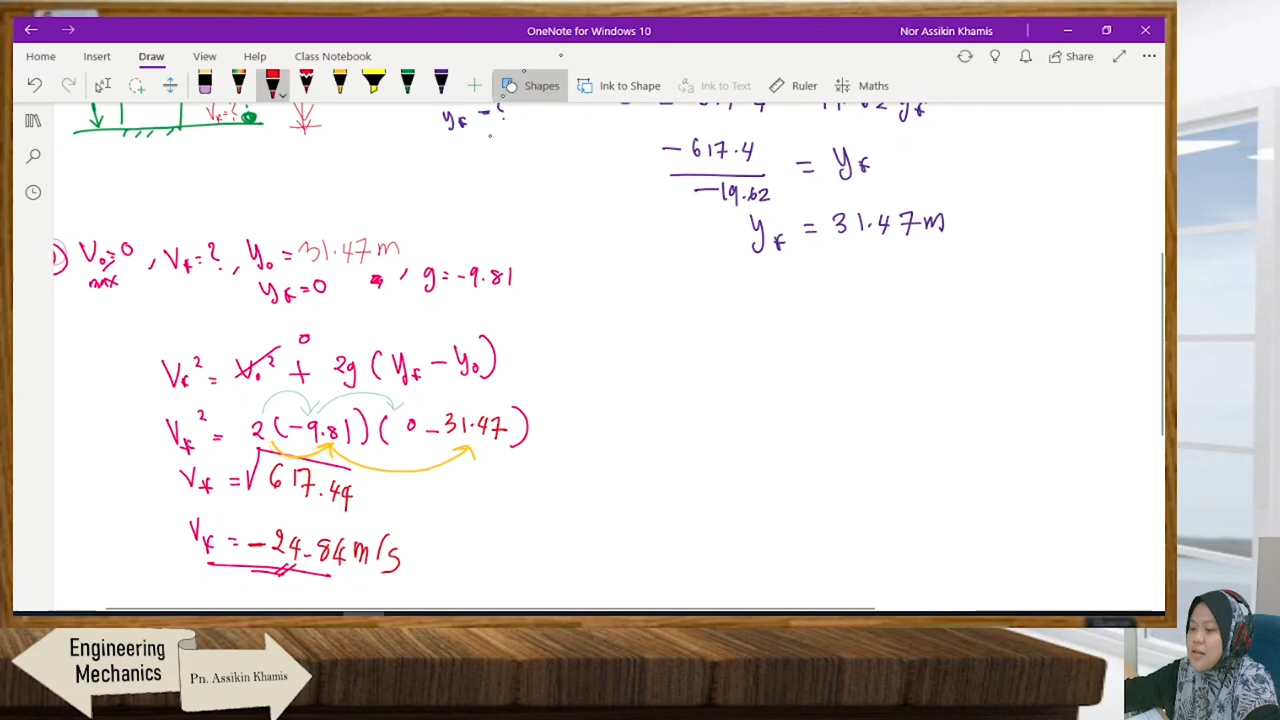 OneNote for Windows 10
Nor Assikin Khamis
Home Insert Draw View Help Class Notebook
Share
Shapes Ink to Shape Ink to Text Ruler Maths
Vf=?
yf = ?
-617.4
-19.62
= yf
yf = 31.47m
V₀=0, Vf=?, y₀=31.47m
max
yf=0, g=-9.81
0
Vf² = V₀² + 2g (yf - y₀)
Vf² = 2(-9.81)(0-31.47)
Vf = √617.44
Vf = -24.84 m/s
Engineering
Mechanics
Pn. Assikin Khamis